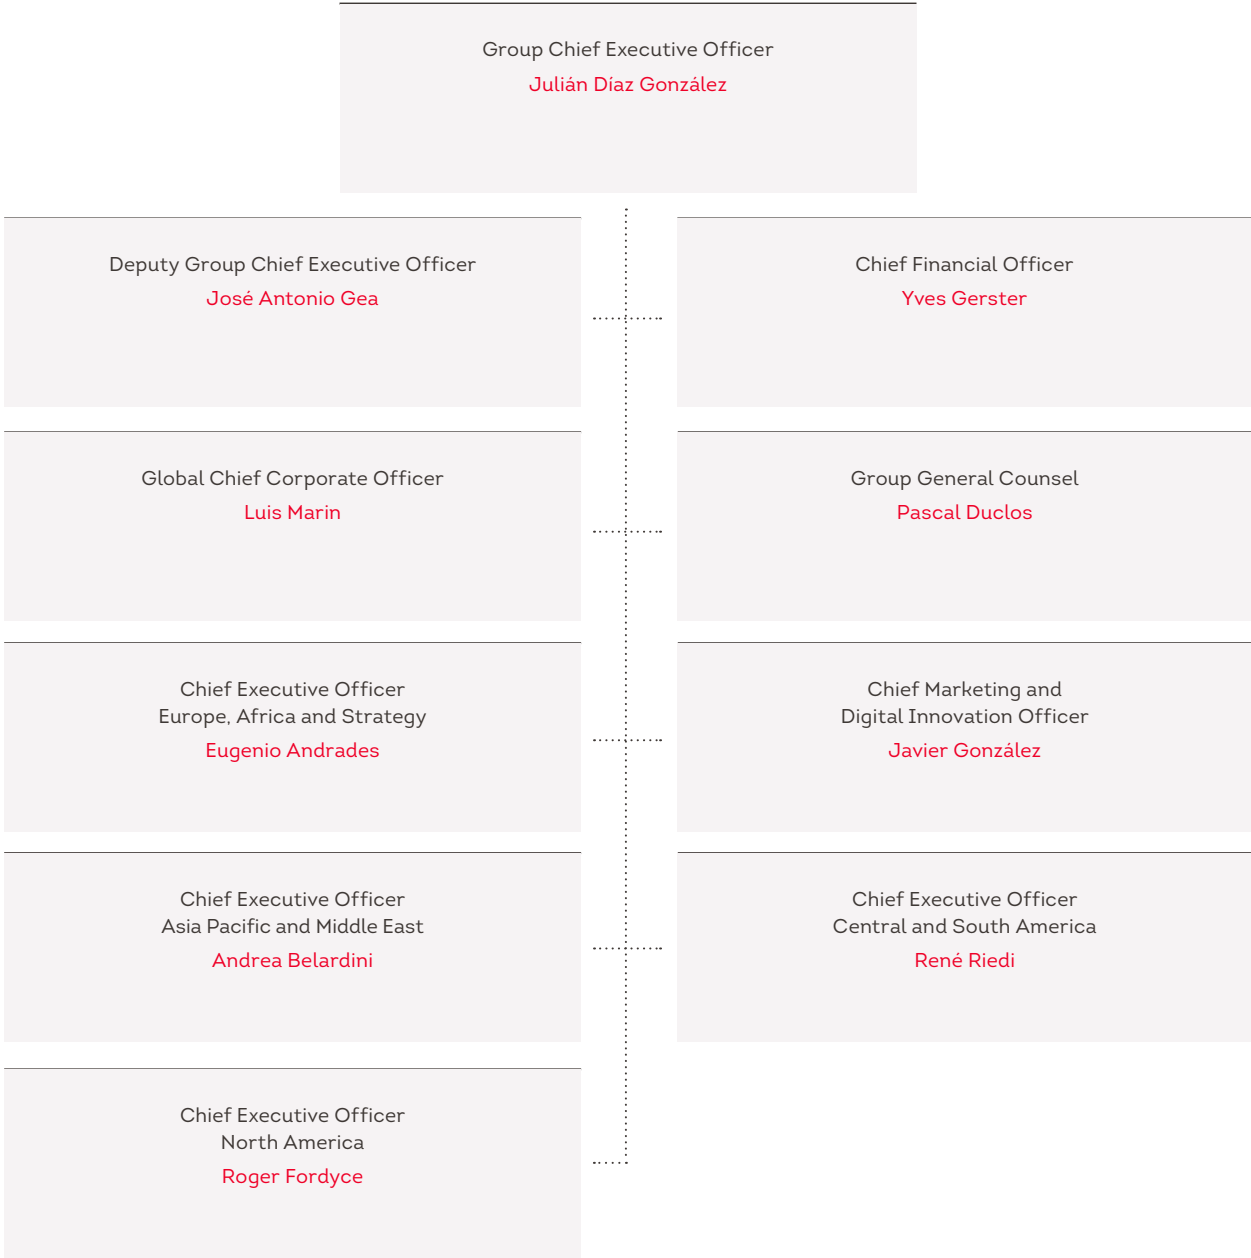 Group Chief Executive Officer
Julián Díaz González
Deputy Group Chief Executive Officer
José Antonio Gea
Chief Financial Officer
Yves Gerster
Global Chief Corporate Officer
Luis Marin
Group General Counsel
Pascal Duclos
Chief Executive Officer
Europe, Africa and Strategy
Eugenio Andrades
Chief Marketing and
Digital Innovation Officer
Javier González
Chief Executive Officer
Asia Pacific and Middle East
Andrea Belardini
Chief Executive Officer
Central and South America
René Riedi
Chief Executive Officer
North America
Roger Fordyce